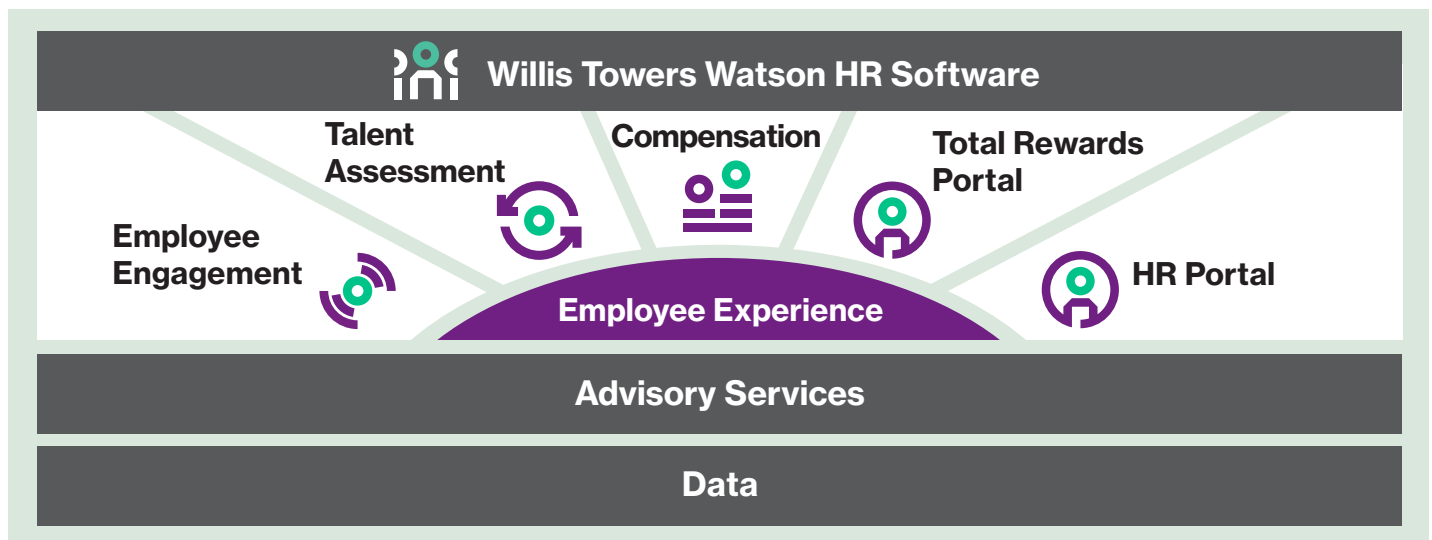 Willis Towers Watson HR Software
Employee
Engagement
Talent
Assessment
Compensation
Total Rewards
Portal
HR Portal
Employee Experience
Advisory Services
Data